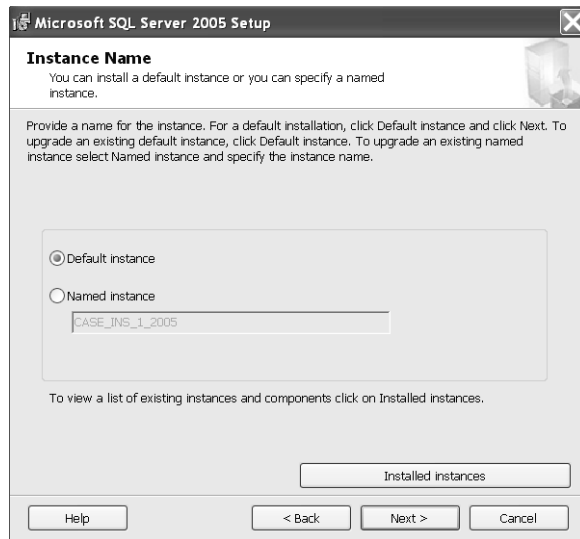 Microsoft SQL Server 2005 Setup
Instance Name
You can install a default instance or you can specify a named
instance.
Provide a name for the instance. For a default installation, click Default instance and click Next. To
upgrade an existing default instance, click Default instance. To upgrade an existing named
instance select Named instance and specify the instance name.
Default instance
Named instance
CASE_INS_1_2005
To view a list of existing instances and components click on Installed instances.
Installed instances
Help
< Back
Next >
Cancel